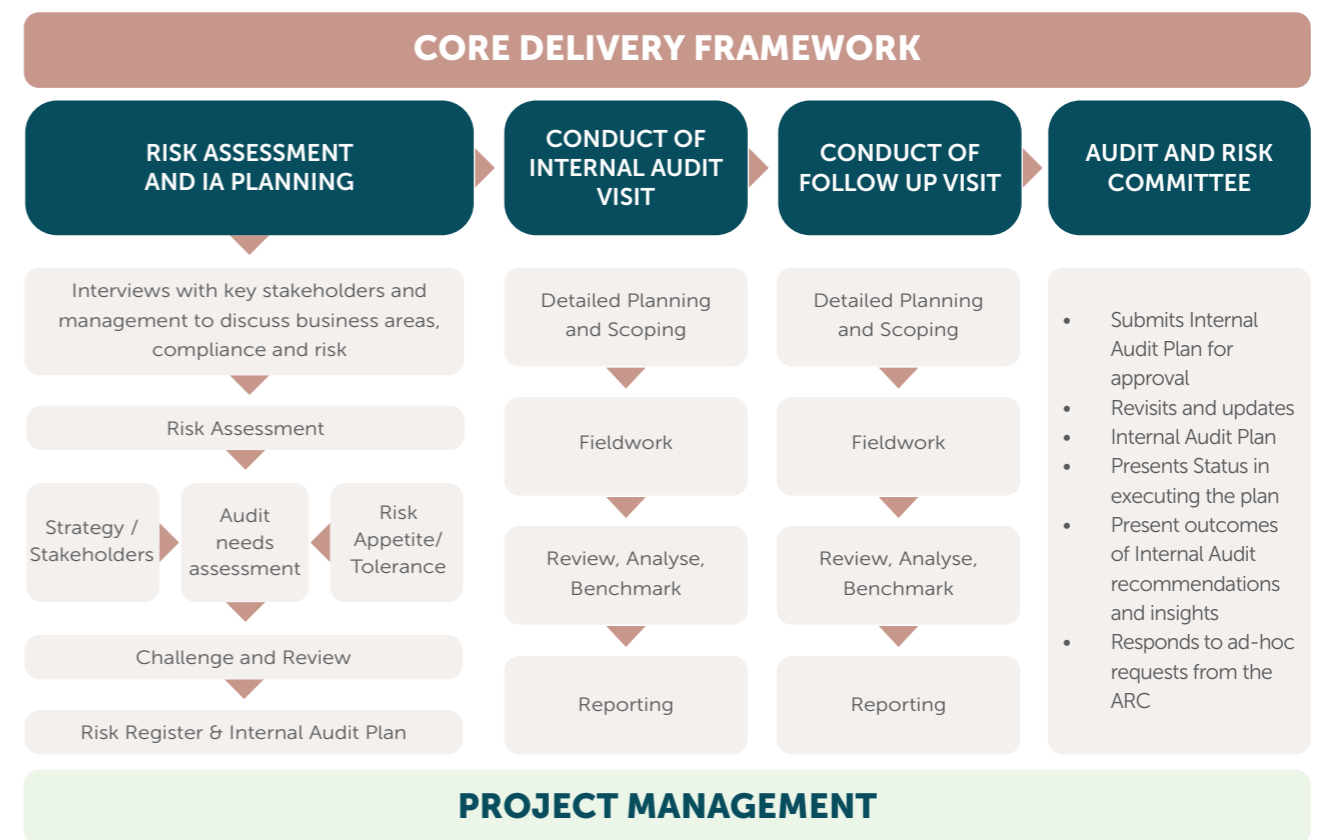 CORE DELIVERY FRAMEWORK
RISK ASSESSMENT
AND IA PLANNING
CONDUCT OF
INTERNAL AUDIT
VISIT
CONDUCT OF
FOLLOW UP VISIT
AUDIT AND RISK
COMMITTEE
Interviews with key stakeholders and
management to discuss business areas,
compliance and risk
Risk Assessment
Strategy /
Stakeholders
Audit
needs
assessment
Risk
Appetite/
Tolerance
Challenge and Review
Risk Register & Internal Audit Plan
Detailed Planning
and Scoping
Fieldwork
Review, Analyse,
Benchmark
Reporting
Detailed Planning
and Scoping
Fieldwork
Review, Analyse,
Benchmark
Reporting
• Submits Internal
Audit Plan for
approval
• Revisits and updates
• Internal Audit Plan
• Presents Status in
executing the plan
• Present outcomes
of Internal Audit
recommendations
and insights
• Responds to ad-hoc
requests from the
ARC
PROJECT MANAGEMENT